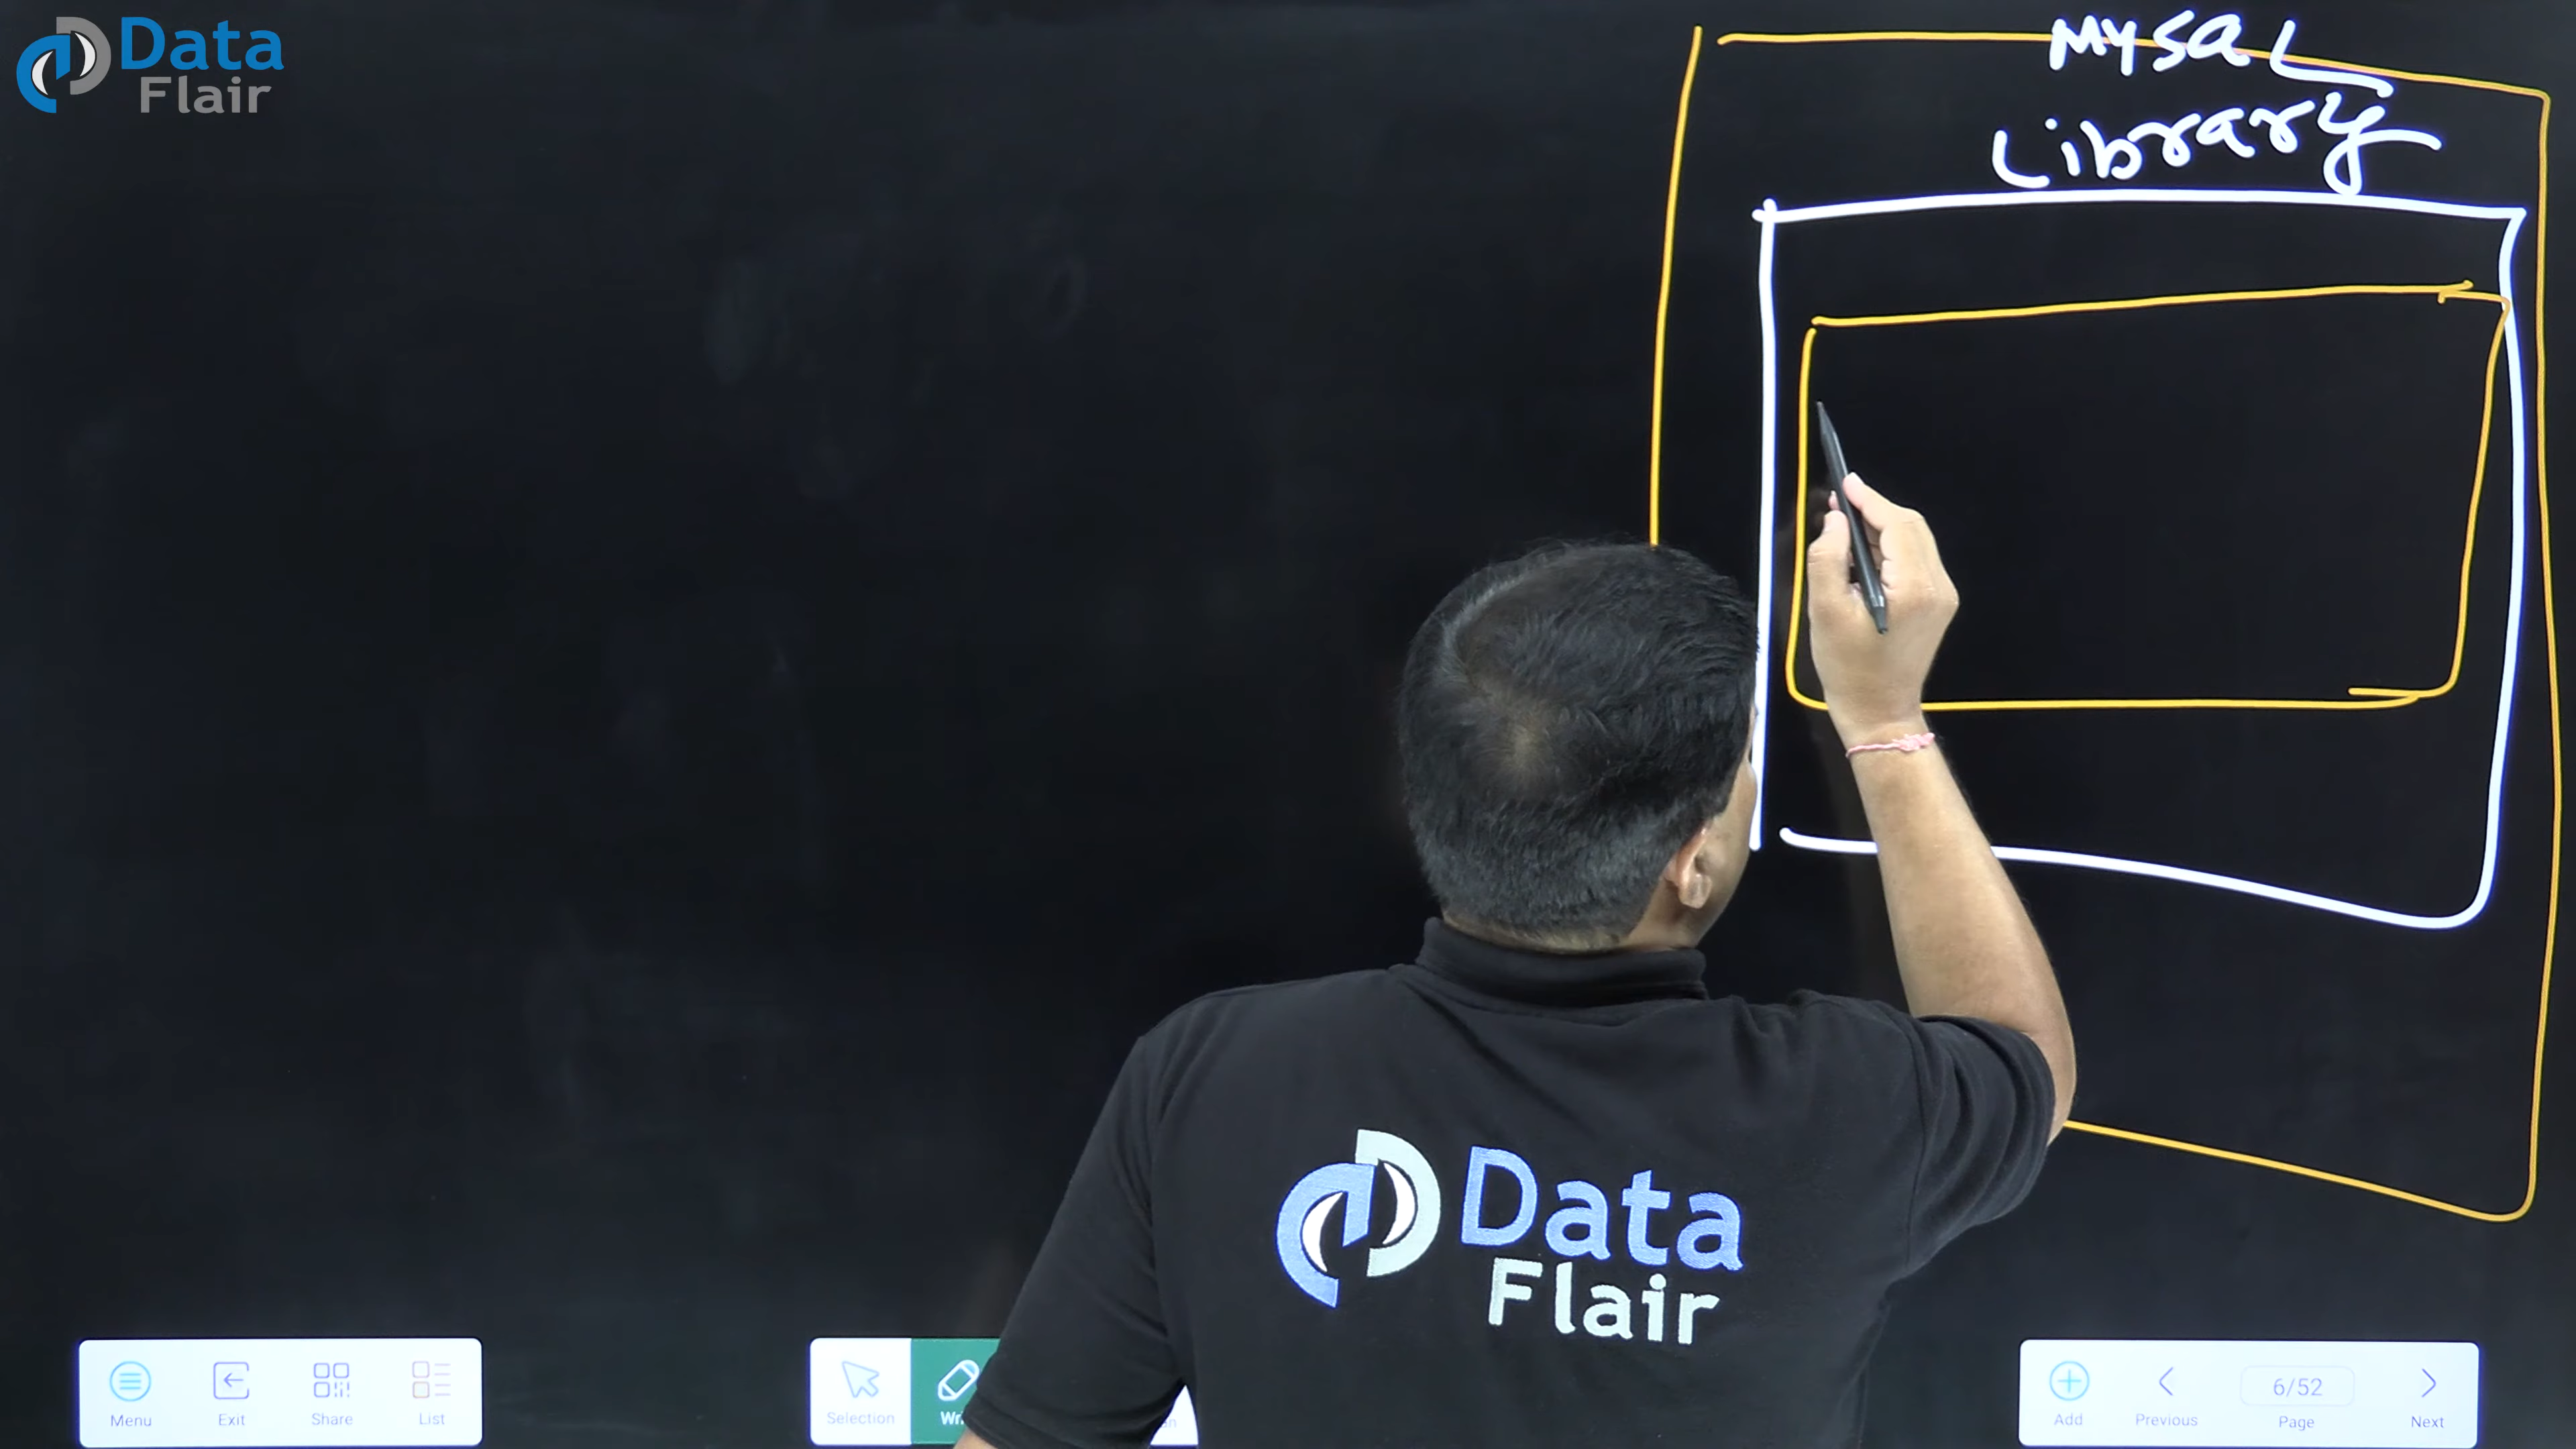 Data
Flair
MySQL
Library
Data
Flair
Menu
Exit
Share
List
Selection
6/52
Add
Previous
Page
Next